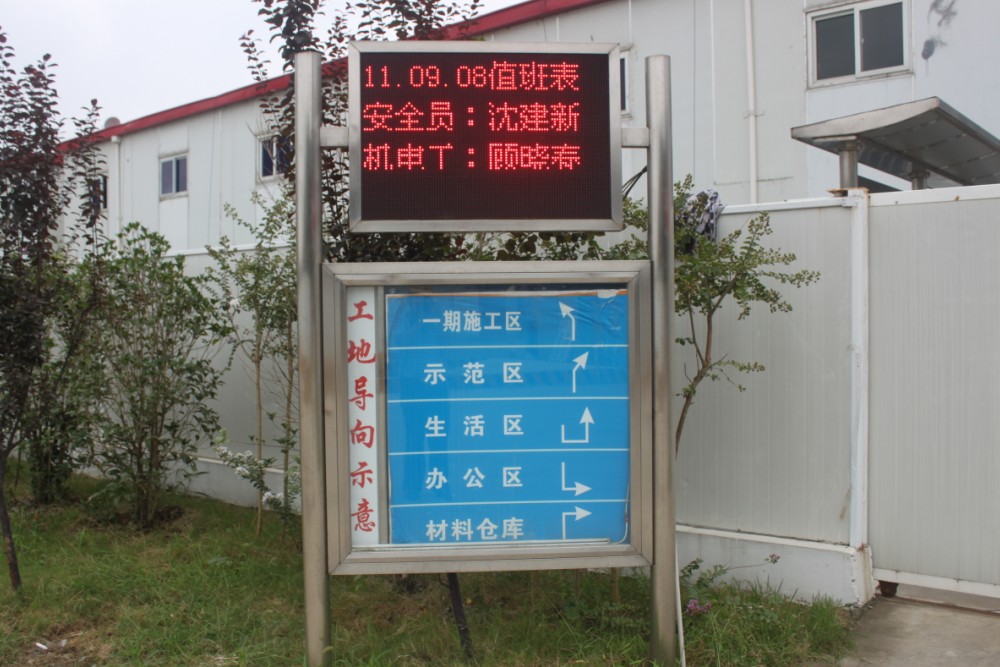 11.09.08值班表
安全员：沈建新
机电工：顾晓春
工地导向示意
一期施工区
示范区
生活区
办公区
材料仓库